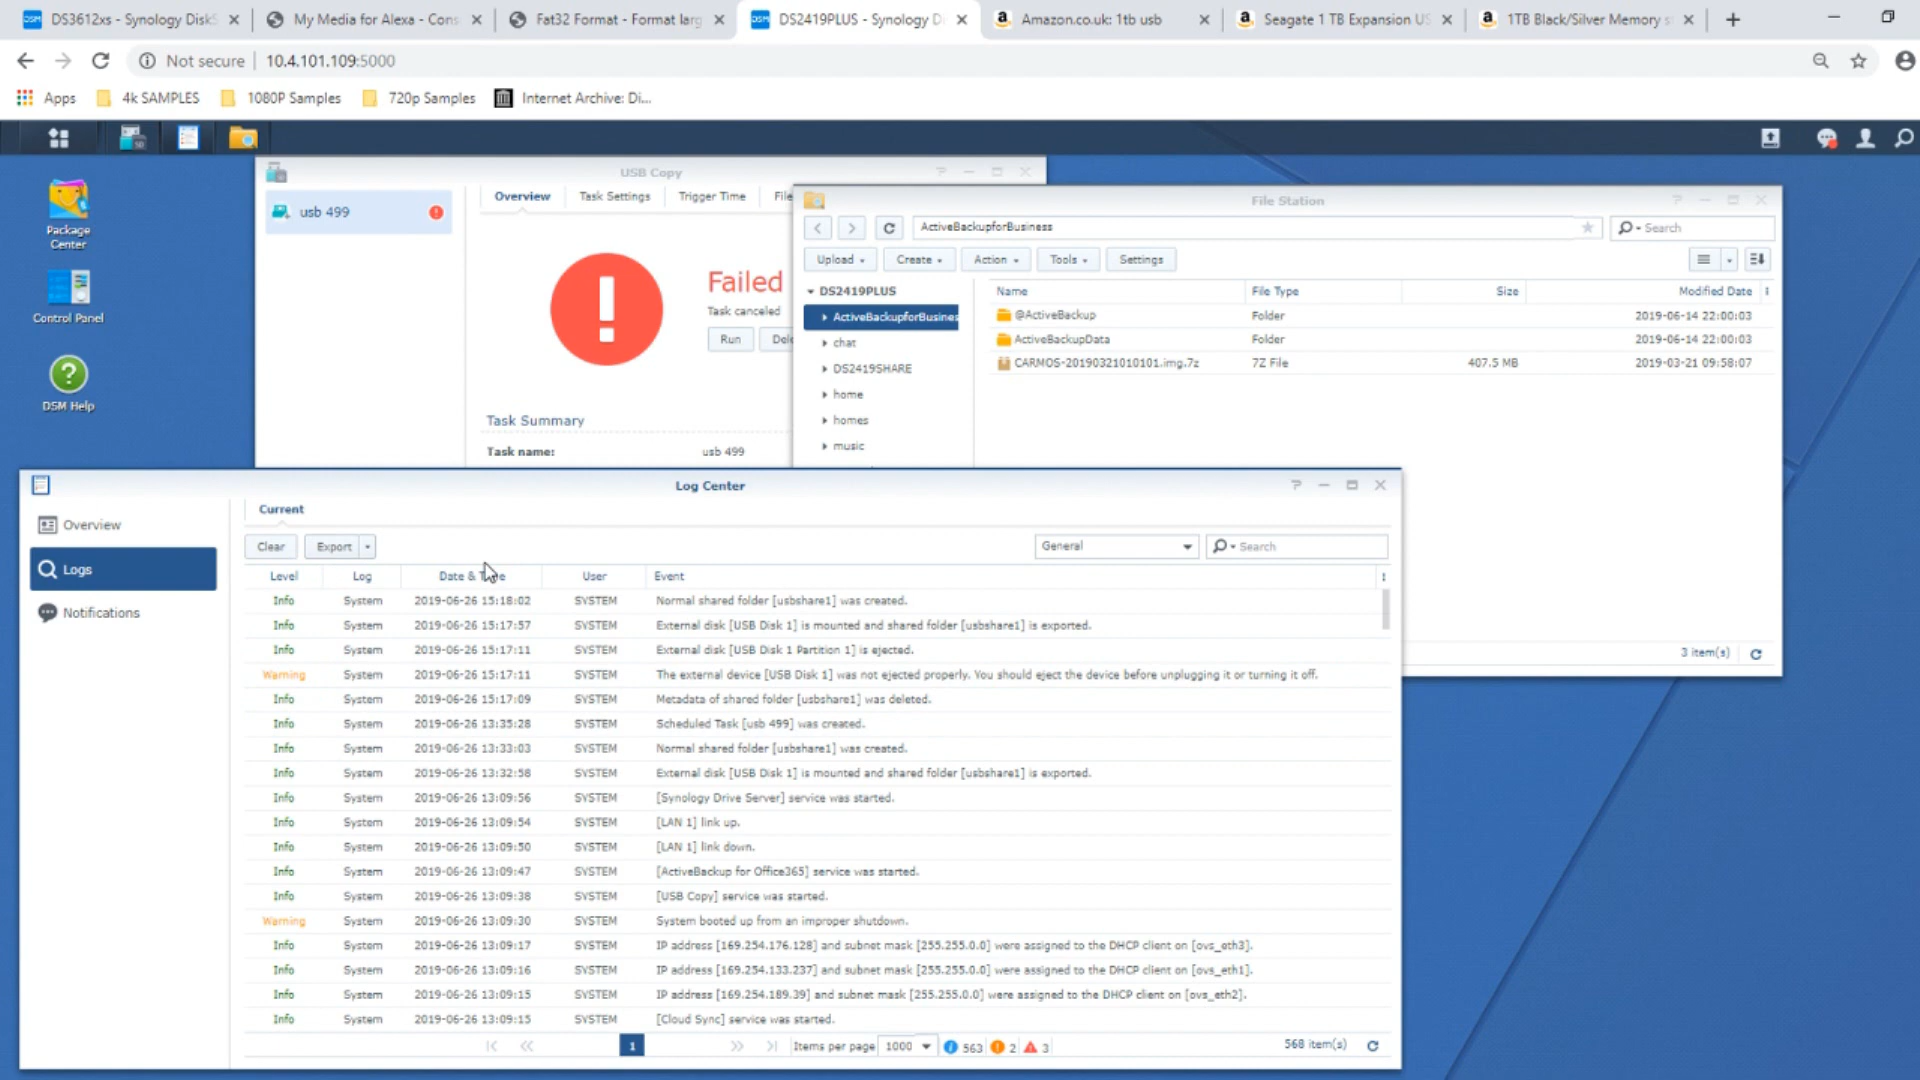 DS3612xs - Synology DiskS
My Media for Alexa - Cons
Fat32 Format - Format larg
DS2419PLUS - Synology D
Amazon.co.uk: 1tb usb
Seagate 1 TB Expansion US
1TB Black/Silver Memory s
Not secure
10.4.101.109:5000
Apps
4k SAMPLES
1080P Samples
720p Samples
Internet Archive: Di...
Package Center
Control Panel
DSM Help
USB Copy
usb 499
Overview
Task Settings
Trigger Time
File
Failed
Task canceled
Run
Dele
Task Summary
Task name:
usb 499
File Station
ActiveBackupforBusiness
Search
Upload
Create
Action
Tools
Settings
DS2419PLUS
ActiveBackupforBusines
chat
DS2419SHARE
home
homes
music
Name File Type Size Modified Date
@ActiveBackup Folder 2019-06-14 22:00:03
ActiveBackupData Folder 2019-06-14 22:00:03
CARMOS-20190321010101.img.7z 7Z File 407.5 MB 2019-03-21 09:58:07
3 item(s)
Log Center
Overview
Logs
Notifications
Current
Clear
Export
General
Search
Level Log Date & User Event
Info System 2019-06-26 15:18:02 SYSTEM Normal shared folder [usbshare1] was created.
Info System 2019-06-26 15:17:57 SYSTEM External disk [USB Disk 1] is mounted and shared folder [usbshare1] is exported.
Info System 2019-06-26 15:17:11 SYSTEM External disk [USB Disk 1 Partition 1] is ejected.
Warning System 2019-06-26 15:17:11 SYSTEM The external device [USB Disk 1] was not ejected properly. You should eject the device before unplugging it or turning it off.
Info System 2019-06-26 15:17:09 SYSTEM Metadata of shared folder [usbshare1] was deleted.
Info System 2019-06-26 13:35:28 SYSTEM Scheduled Task [usb 499] was created.
Info System 2019-06-26 13:33:03 SYSTEM Normal shared folder [usbshare1] was created.
Info System 2019-06-26 13:32:58 SYSTEM External disk [USB Disk 1] is mounted and shared folder [usbshare1] is exported.
Info System 2019-06-26 13:09:56 SYSTEM [Synology Drive Server] service was started.
Info System 2019-06-26 13:09:54 SYSTEM [LAN 1] link up.
Info System 2019-06-26 13:09:50 SYSTEM [LAN 1] link down.
Info System 2019-06-26 13:09:47 SYSTEM [ActiveBackup for Office365] service was started.
Info System 2019-06-26 13:09:38 SYSTEM [USB Copy] service was started.
Warning System 2019-06-26 13:09:30 SYSTEM System booted up from an improper shutdown.
Info System 2019-06-26 13:09:17 SYSTEM IP address [169.254.176.128] and subnet mask [255.255.0.0] were assigned to the DHCP client on [ovs_eth3].
Info System 2019-06-26 13:09:16 SYSTEM IP address [169.254.133.237] and subnet mask [255.255.0.0] were assigned to the DHCP client on [ovs_eth1].
Info System 2019-06-26 13:09:15 SYSTEM IP address [169.254.189.39] and subnet mask [255.255.0.0] were assigned to the DHCP client on [ovs_eth2].
Info System 2019-06-26 13:09:15 SYSTEM [Cloud Sync] service was started.
1 Items per page 1000 563 2 3 568 item(s)